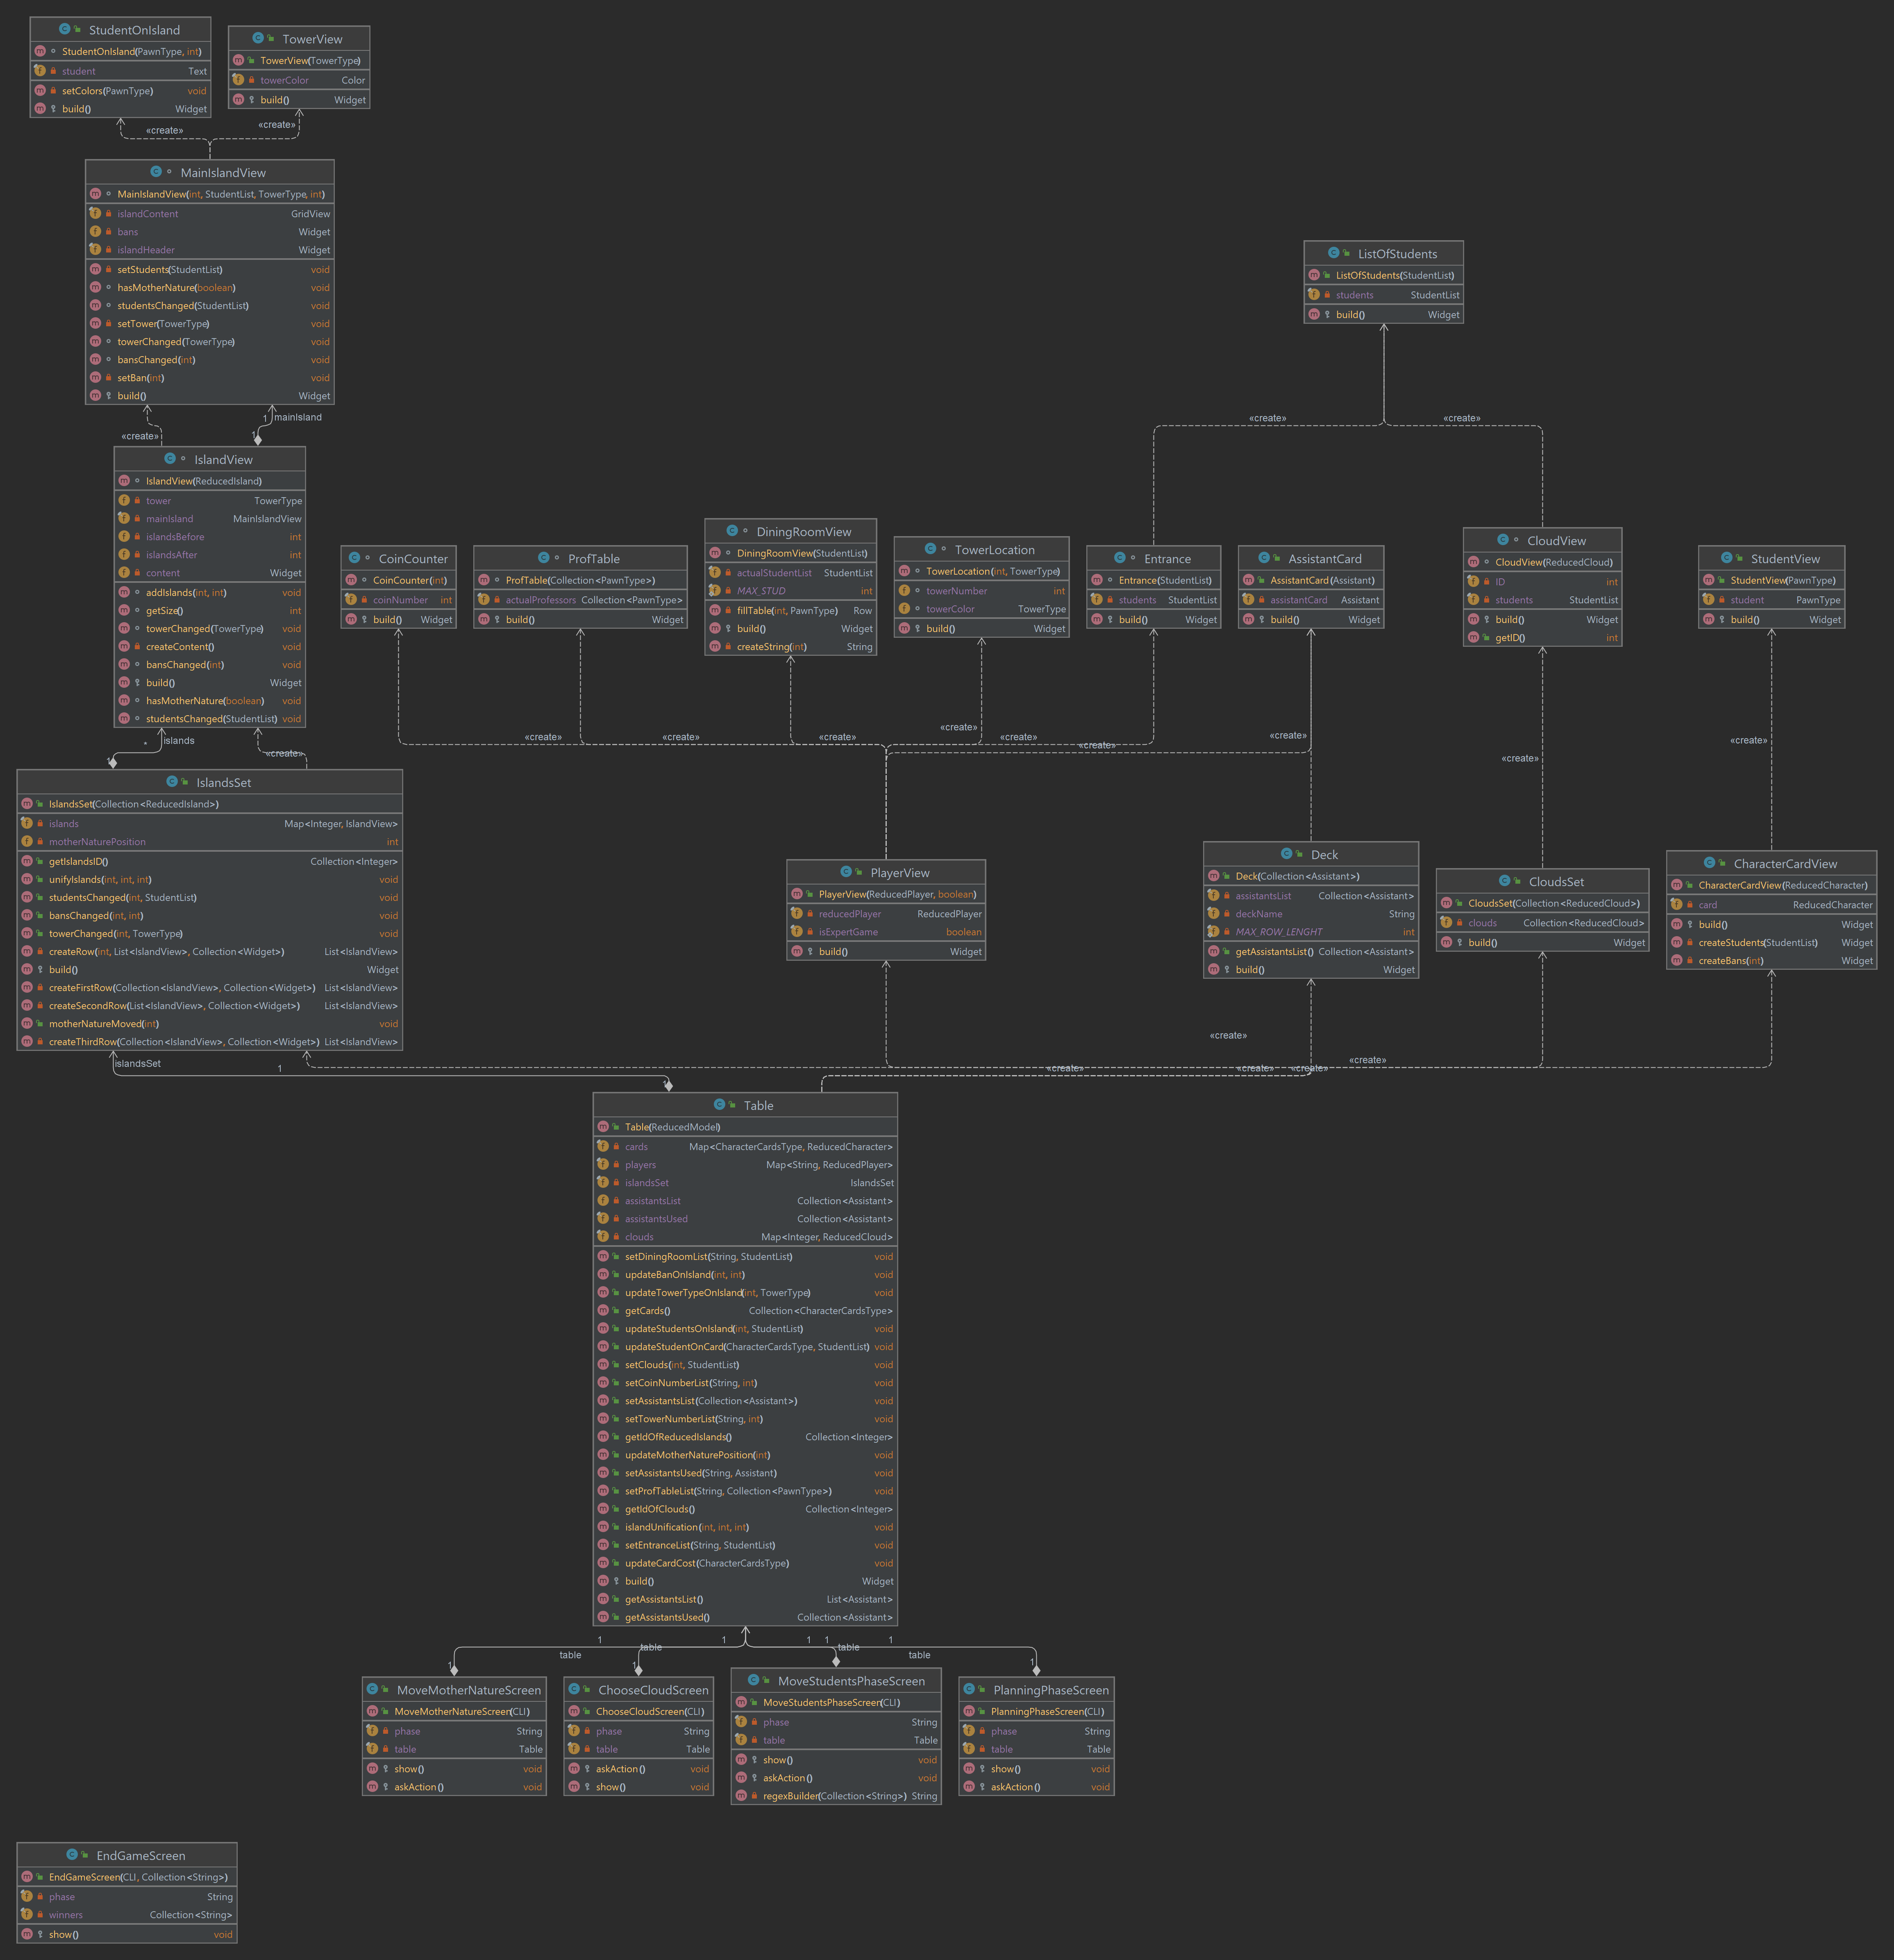 StudentOnIsland
StudentOnIsland(PawnType, int)
student Text
setColors(PawnType) void
build() Widget
TowerView
TowerView(TowerType)
towerColor Color
build() Widget
«create»
«create»
MainIslandView
MainIslandView(int, StudentList, TowerType, int)
islandContent GridView
bans Widget
islandHeader Widget
setStudents(StudentList) void
hasMotherNature(boolean) void
studentsChanged(StudentList) void
setTower(TowerType) void
towerChanged(TowerType) void
bansChanged(int) void
setBan(int) void
build() Widget
1 mainIsland
1
«create»
ListOfStudents
ListOfStudents(StudentList)
students StudentList
build() Widget
«create»
«create»
IslandView
IslandView(ReducedIsland)
tower TowerType
mainIsland MainIslandView
islandsBefore int
islandsAfter int
content Widget
addIslands(int, int) void
getSize() int
towerChanged(TowerType) void
createContent() void
bansChanged(int) void
build() Widget
hasMotherNature(boolean) void
studentsChanged(StudentList) void
CoinCounter
CoinCounter(int)
coinNumber int
build() Widget
ProfTable
ProfTable(Collection<PawnType>)
actualProfessors Collection<PawnType>
build() Widget
DiningRoomView
DiningRoomView(StudentList)
actualStudentList StudentList
MAX_STUD int
fillTable(int, PawnType) Row
build() Widget
createString(int) String
TowerLocation
TowerLocation(int, TowerType)
towerNumber int
towerColor TowerType
build() Widget
Entrance
Entrance(StudentList)
students StudentList
build() Widget
AssistantCard
AssistantCard(Assistant)
assistantCard Assistant
build() Widget
CloudView
CloudView(ReducedCloud)
ID int
students StudentList
build() Widget
getID() int
StudentView
StudentView(PawnType)
student PawnType
build() Widget
* islands
1
«create»
«create»
«create»
«create»
«create»
«create»
«create»
«create»
«create»
IslandsSet
IslandsSet(Collection<ReducedIsland>)
islands Map<Integer, IslandView>
motherNaturePosition int
getIslandsID() Collection<Integer>
unifyIslands(int, int, int) void
studentsChanged(int, StudentList) void
bansChanged(int, int) void
towerChanged(int, TowerType) void
createRow(int, List<IslandView>, Collection<Widget>) List<IslandView>
build() Widget
createFirstRow(Collection<IslandView>, Collection<Widget>) List<IslandView>
createSecondRow(List<IslandView>, Collection<Widget>) List<IslandView>
motherNatureMoved(int) void
createThirdRow(Collection<IslandView>, Collection<Widget>) List<IslandView>
PlayerView
PlayerView(ReducedPlayer, boolean)
reducedPlayer ReducedPlayer
isExpertGame boolean
build() Widget
Deck
Deck(Collection<Assistant>)
assistantsList Collection<Assistant>
deckName String
MAX_ROW_LENGHT int
getAssistantsList() Collection<Assistant>
build() Widget
CloudsSet
CloudsSet(Collection<ReducedCloud>)
clouds Collection<ReducedCloud>
build() Widget
CharacterCardView
CharacterCardView(ReducedCharacter)
card ReducedCharacter
build() Widget
createStudents(StudentList) Widget
createBans(int) Widget
islandsSet
1
1
«create»
«create»
«create»
«create»
«create»
Table
Table(ReducedModel)
cards Map<CharacterCardsType, ReducedCharacter>
players Map<String, ReducedPlayer>
islandsSet IslandsSet
assistantsList Collection<Assistant>
assistantsUsed Collection<Assistant>
clouds Map<Integer, ReducedCloud>
setDiningRoomList(String, StudentList) void
updateBanOnIsland(int, int) void
updateTowerTypeOnIsland(int, TowerType) void
getCards() Collection<CharacterCardsType>
updateStudentsOnIsland(int, StudentList) void
updateStudentOnCard(CharacterCardsType, StudentList) void
setClouds(int, StudentList) void
setCoinNumberList(String, int) void
setAssistantsList(Collection<Assistant>) void
setTowerNumberList(String, int) void
getIdOfReducedIslands() Collection<Integer>
updateMotherNaturePosition(int) void
setAssistantsUsed(String, Assistant) void
setProfTableList(String, Collection<PawnType>) void
getIdOfClouds() Collection<Integer>
islandUnification(int, int, int) void
setEntranceList(String, StudentList) void
updateCardCost(CharacterCardsType) void
build() Widget
getAssistantsList() List<Assistant>
getAssistantsUsed() Collection<Assistant>
1 1 1 1 1
table table table table
1 1 1
MoveMotherNatureScreen
MoveMotherNatureScreen(CLI)
phase String
table Table
show() void
askAction() void
ChooseCloudScreen
ChooseCloudScreen(CLI)
phase String
table Table
askAction() void
show() void
MoveStudentsPhaseScreen
MoveStudentsPhaseScreen(CLI)
phase String
table Table
show() void
askAction() void
regexBuilder(Collection<String>) String
PlanningPhaseScreen
PlanningPhaseScreen(CLI)
phase String
table Table
show() void
askAction() void
EndGameScreen
EndGameScreen(CLI, Collection<String>)
phase String
winners Collection<String>
show() void